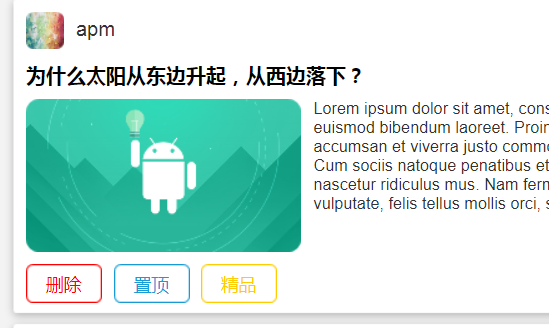 apm
为什么太阳从东边升起，从西边落下？
Lorem ipsum dolor sit amet, cons
euismod bibendum laoreet. Proin
accumsan et viverra justo commo
Cum sociis natoque penatibus et
nascetur ridiculus mus. Nam ferm
vulputate, felis tellus mollis orci, s
删除
置顶
精品